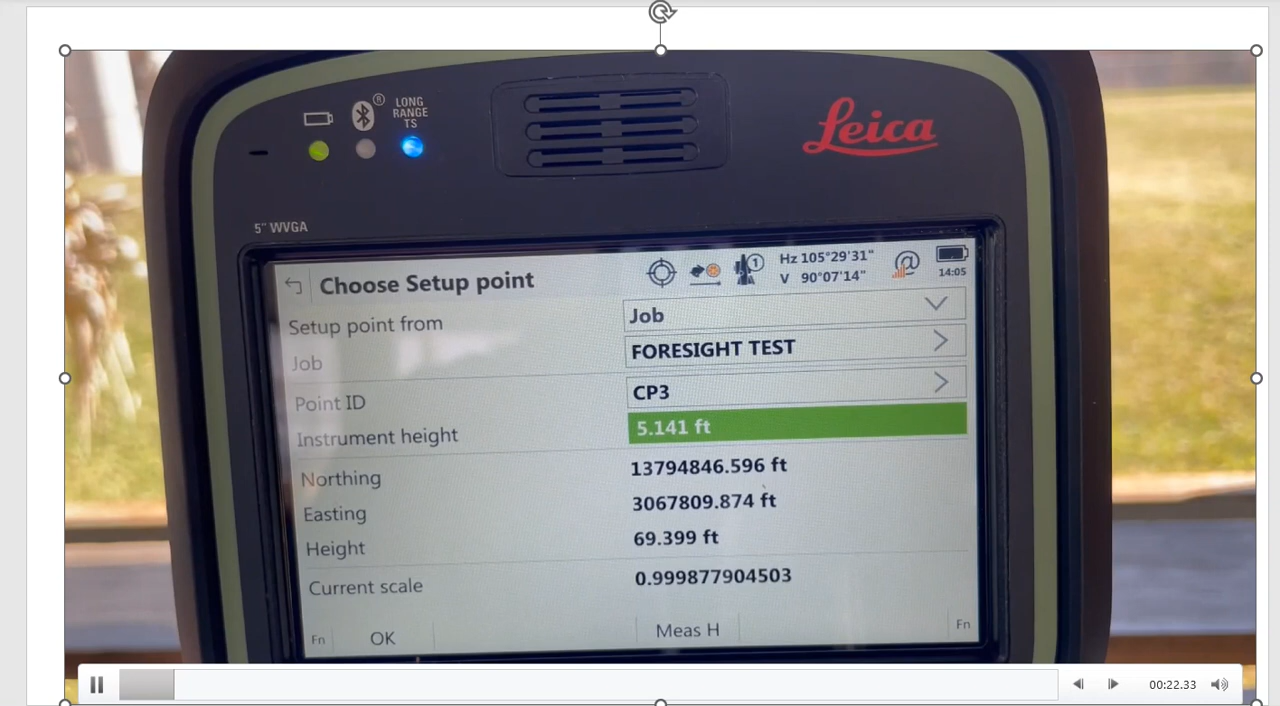 ®
LONG
RANGE
TS
Leica
5" WVGA
Choose Setup point
1
Hz 105°29'31"
V 90°07'14"
@
14:05
Setup point from Job
Job FORESIGHT TEST
Point ID CP3
Instrument height 5.141 ft
Northing 13794846.596 ft
Easting 3067809.874 ft
Height 69.399 ft
Current scale 0.999877904503
Fn OK Meas H Fn
00:22.33